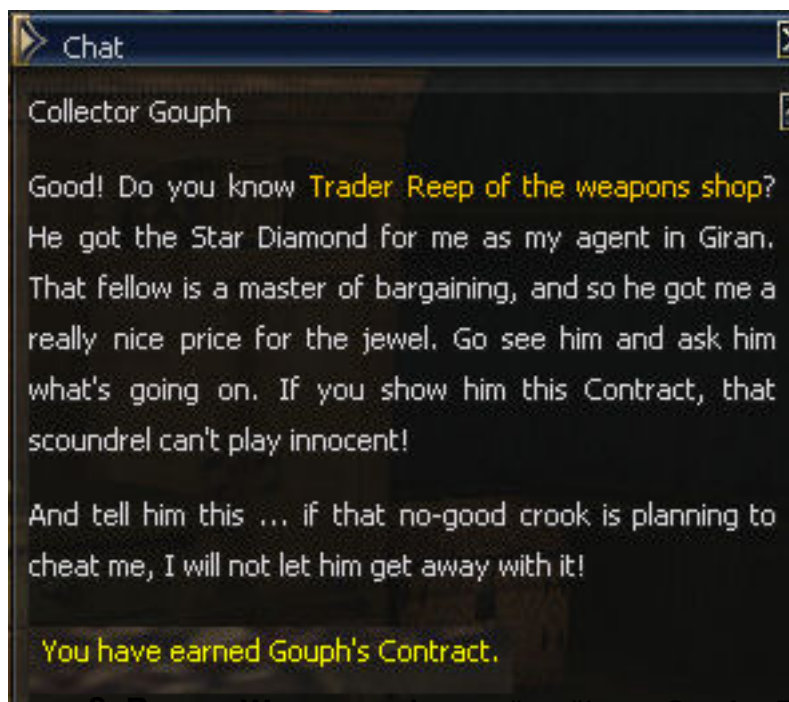 Chat
Collector Gouph
Good! Do you know Trader Reep of the weapons shop?
He got the Star Diamond for me as my agent in Giran.
That fellow is a master of bargaining, and so he got me a
really nice price for the jewel. Go see him and ask him
what's going on. If you show him this Contract, that
scoundrel can't play innocent!
And tell him this ... if that no-good crook is planning to
cheat me, I will not let him get away with it!
You have earned Gouph's Contract.